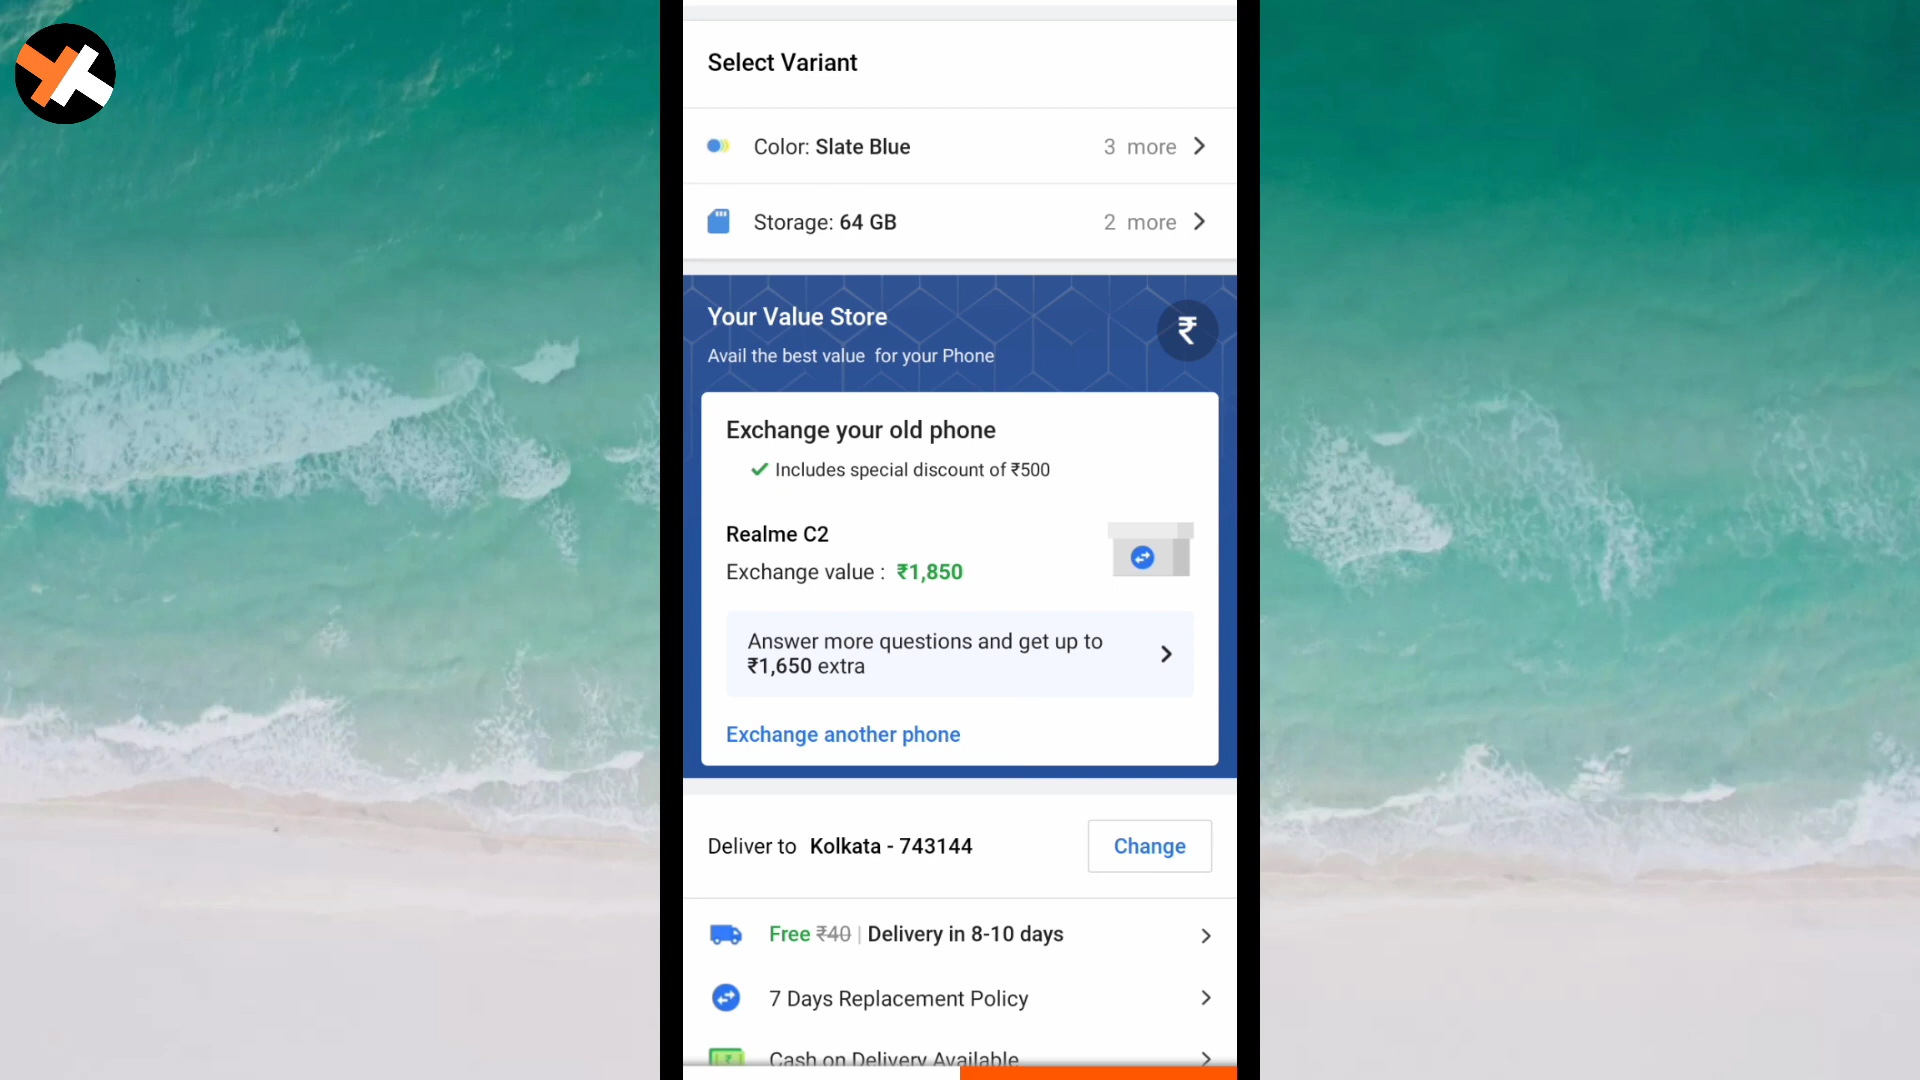 Select Variant
Color: Slate Blue
3 more
Storage: 64 GB
2 more
Your Value Store
₹
Avail the best value for your Phone
Exchange your old phone
Includes special discount of ₹500
Realme C2
Exchange value : ₹1,850
Answer more questions and get up to
₹1,650 extra
Exchange another phone
Deliver to Kolkata - 743144
Change
Free ₹40 | Delivery in 8-10 days
7 Days Replacement Policy
Cash on Delivery Available